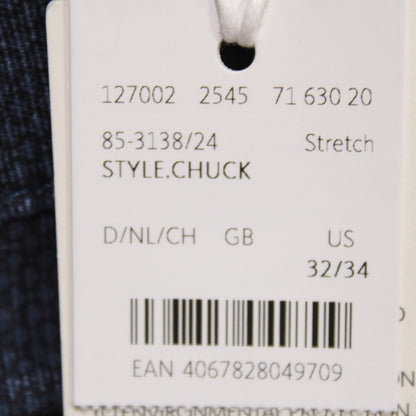 127002 2545 71 630 20
85-3138/24 Stretch
STYLE.CHUCK
D/NL/CH GB US
32/34
EAN 4067828049709